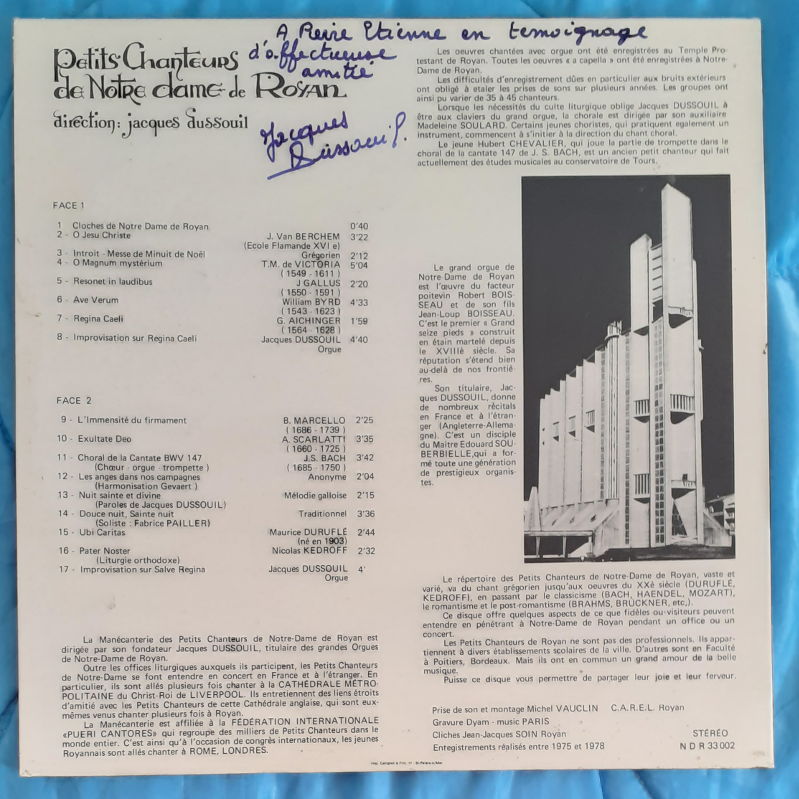 A Pierre Etienne en temoignage
d'affectueuse
amitié
Jacques
Dussouil.
Petits Chanteurs
de Notre dame de Royan
direction: jacques dussouil
FACE 1
1 Cloches de Notre Dame de Royan 0'40
2 - O Jesu Christe J. Van BERCHEM 3'22
(Ecole Flamande XVI e)
3 - Introit - Messe de Minuit de Noël Grégorien 2'12
4 - O Magnum mystérium T.M. de VICTORIA 5'04
(1549 - 1611)
5 - Resonet in laudibus J GALLUS 2'20
(1550 - 1591)
6 - Ave Verum William BYRD 4'33
(1543 - 1623)
7 - Regina Caeli G. AICHINGER 1'59
(1564 - 1628)
8 - Improvisation sur Regina Caeli Jacques DUSSOUIL 4'40
Orgue
FACE 2
9 - L'Immensité du firmament B. MARCELLO 2'25
(1686 - 1739)
10 - Exultate Deo A. SCARLATTI 3'35
(1660 - 1725)
11 - Choral de la Cantate BWV 147 J.S. BACH 3'42
(Chœur - orgue - trompette) (1685 - 1750)
12 - Les anges dans nos campagnes Anonyme 2'04
(Harmonisation Gevaert)
13 - Nuit sainte et divine Mélodie galloise 2'15
(Paroles de Jacques DUSSOUIL)
14 - Douce nuit, Sainte nuit Traditionnel 3'36
(Soliste : Fabrice PAILLER)
15 - Ubi Caritas Maurice DURUFLÉ 2'44
(né en 1903)
16 - Pater Noster Nicolas KEDROFF 2'32
(Liturgie orthodoxe)
17 - Improvisation sur Salve Regina Jacques DUSSOUIL 4'
Orgue
La Manécanterie des Petits Chanteurs de Notre-Dame de Royan est
dirigée par son fondateur Jacques DUSSOUIL, titulaire des grandes Orgues
de Notre-Dame de Royan.
Outre les offices liturgiques auxquels ils participent, les Petits Chanteurs
de Notre-Dame se font entendre en concert en France et à l'étranger. En
particulier, ils sont allés plusieurs fois chanter à la CATHÉDRALE MÉTRO-
POLITAINE du Christ-Roi de LIVERPOOL. Ils entretiennent des liens étroits
d'amitié avec les Petits Chanteurs de cette Cathédrale anglaise, qui sont eux-
mêmes venus chanter plusieurs fois à Royan.
La Manécanterie est affiliée à la FÉDÉRATION INTERNATIONALE
«PUERI CANTORES» qui regroupe des milliers de Petits Chanteurs dans le
monde entier. C'est ainsi qu'à l'occasion de congrès internationaux, les jeunes
Royannais sont allés chanter à ROME, LONDRES.
Les oeuvres chantées avec orgue ont été enregistrées au Temple Pro-
testant de Royan. Toutes les oeuvres « a capella » ont été enregistrées à Notre-
Dame de Royan.
Les difficultés d'enregistrement dûes en particulier aux bruits extérieurs
ont obligé à etaler les prises de sons sur plusieurs années. Les groupes ont
ainsi pu varier de 35 à 45 chanteurs.
Lorsque les nécessités du culte liturgique oblige Jacques DUSSOUIL à
être aux claviers du grand orgue, la chorale est dirigée par son auxiliaire
Madeleine SOULARD. Certains jeunes choristes, qui pratiquent également un
instrument, commencent à s'initier à la direction du chant choral.
Le jeune Hubert CHEVALIER, qui joue la partie de trompette dans le
choral de la cantate 147 de J. S. BACH, est un ancien petit chanteur qui fait
actuellement des études musicales au conservatoire de Tours.
Le grand orgue de
Notre-Dame de Royan
est l'œuvre du facteur
poitevin Robert BOIS-
SEAU et de son fils
Jean-Loup BOISSEAU.
C'est le premier « Grand
seize pieds » construit
en étain martelé depuis
le XVIIIè siècle. Sa
réputation s'étend bien
au-delà de nos frontiè-
res.
Son titulaire, Jac-
ques DUSSOUIL, donne
de nombreux récitals
en France et à l'étran-
ger (Angleterre-Allema-
gne). C'est un disciple
du Maitre Edouard SOU-
BERBIELLE,qui a for-
mé toute une génération
de prestigieux organis-
tes.
Le répertoire des Petits Chanteurs de Notre-Dame de Royan, vaste et
varié, va du chant grégorien jusqu'aux oeuvres du XXè siècle (DURUFLÉ,
KEDROFF), en passant par le classicisme (BACH, HAENDEL, MOZART),
le romantisme et le post-romantisme (BRAHMS, BRÜCKNER, etc,).
Ce disque offre quelques aspects de ce que fidèles ou visiteurs peuvent
entendre en pénétrant à Notre-Dame de Royan pendant un office ou un
concert.
Les Petits Chanteurs de Royan ne sont pas des professionnels. Ils appar-
tiennent à divers établissements scolaires de la ville. D'autres sont en Faculté
à Poitiers, Bordeaux. Mais ils ont en commun un grand amour de la belle
musique.
Puisse ce disque vous permettre de partager leur joie et leur ferveur.
Prise de son et montage Michel VAUCLIN C.A.R.E.L. Royan
Gravure Dyam - music PARIS
Cliches Jean-Jacques SOIN Royan STÉRÉO
Entegistrements réalisés entre 1975 et 1978 N D R 33 002